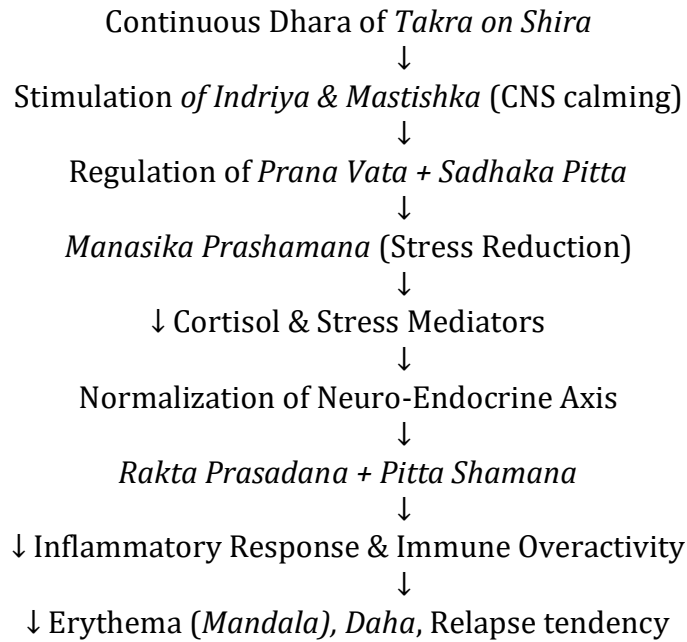 Continuous Dhara of Takra on Shira
↓
Stimulation of Indriya & Mastishka (CNS calming)
↓
Regulation of Prana Vata + Sadhaka Pitta
↓
Manasika Prashamana (Stress Reduction)
↓
↓ Cortisol & Stress Mediators
↓
Normalization of Neuro-Endocrine Axis
↓
Rakta Prasadana + Pitta Shamana
↓
↓ Inflammatory Response & Immune Overactivity
↓
↓ Erythema (Mandala), Daha, Relapse tendency